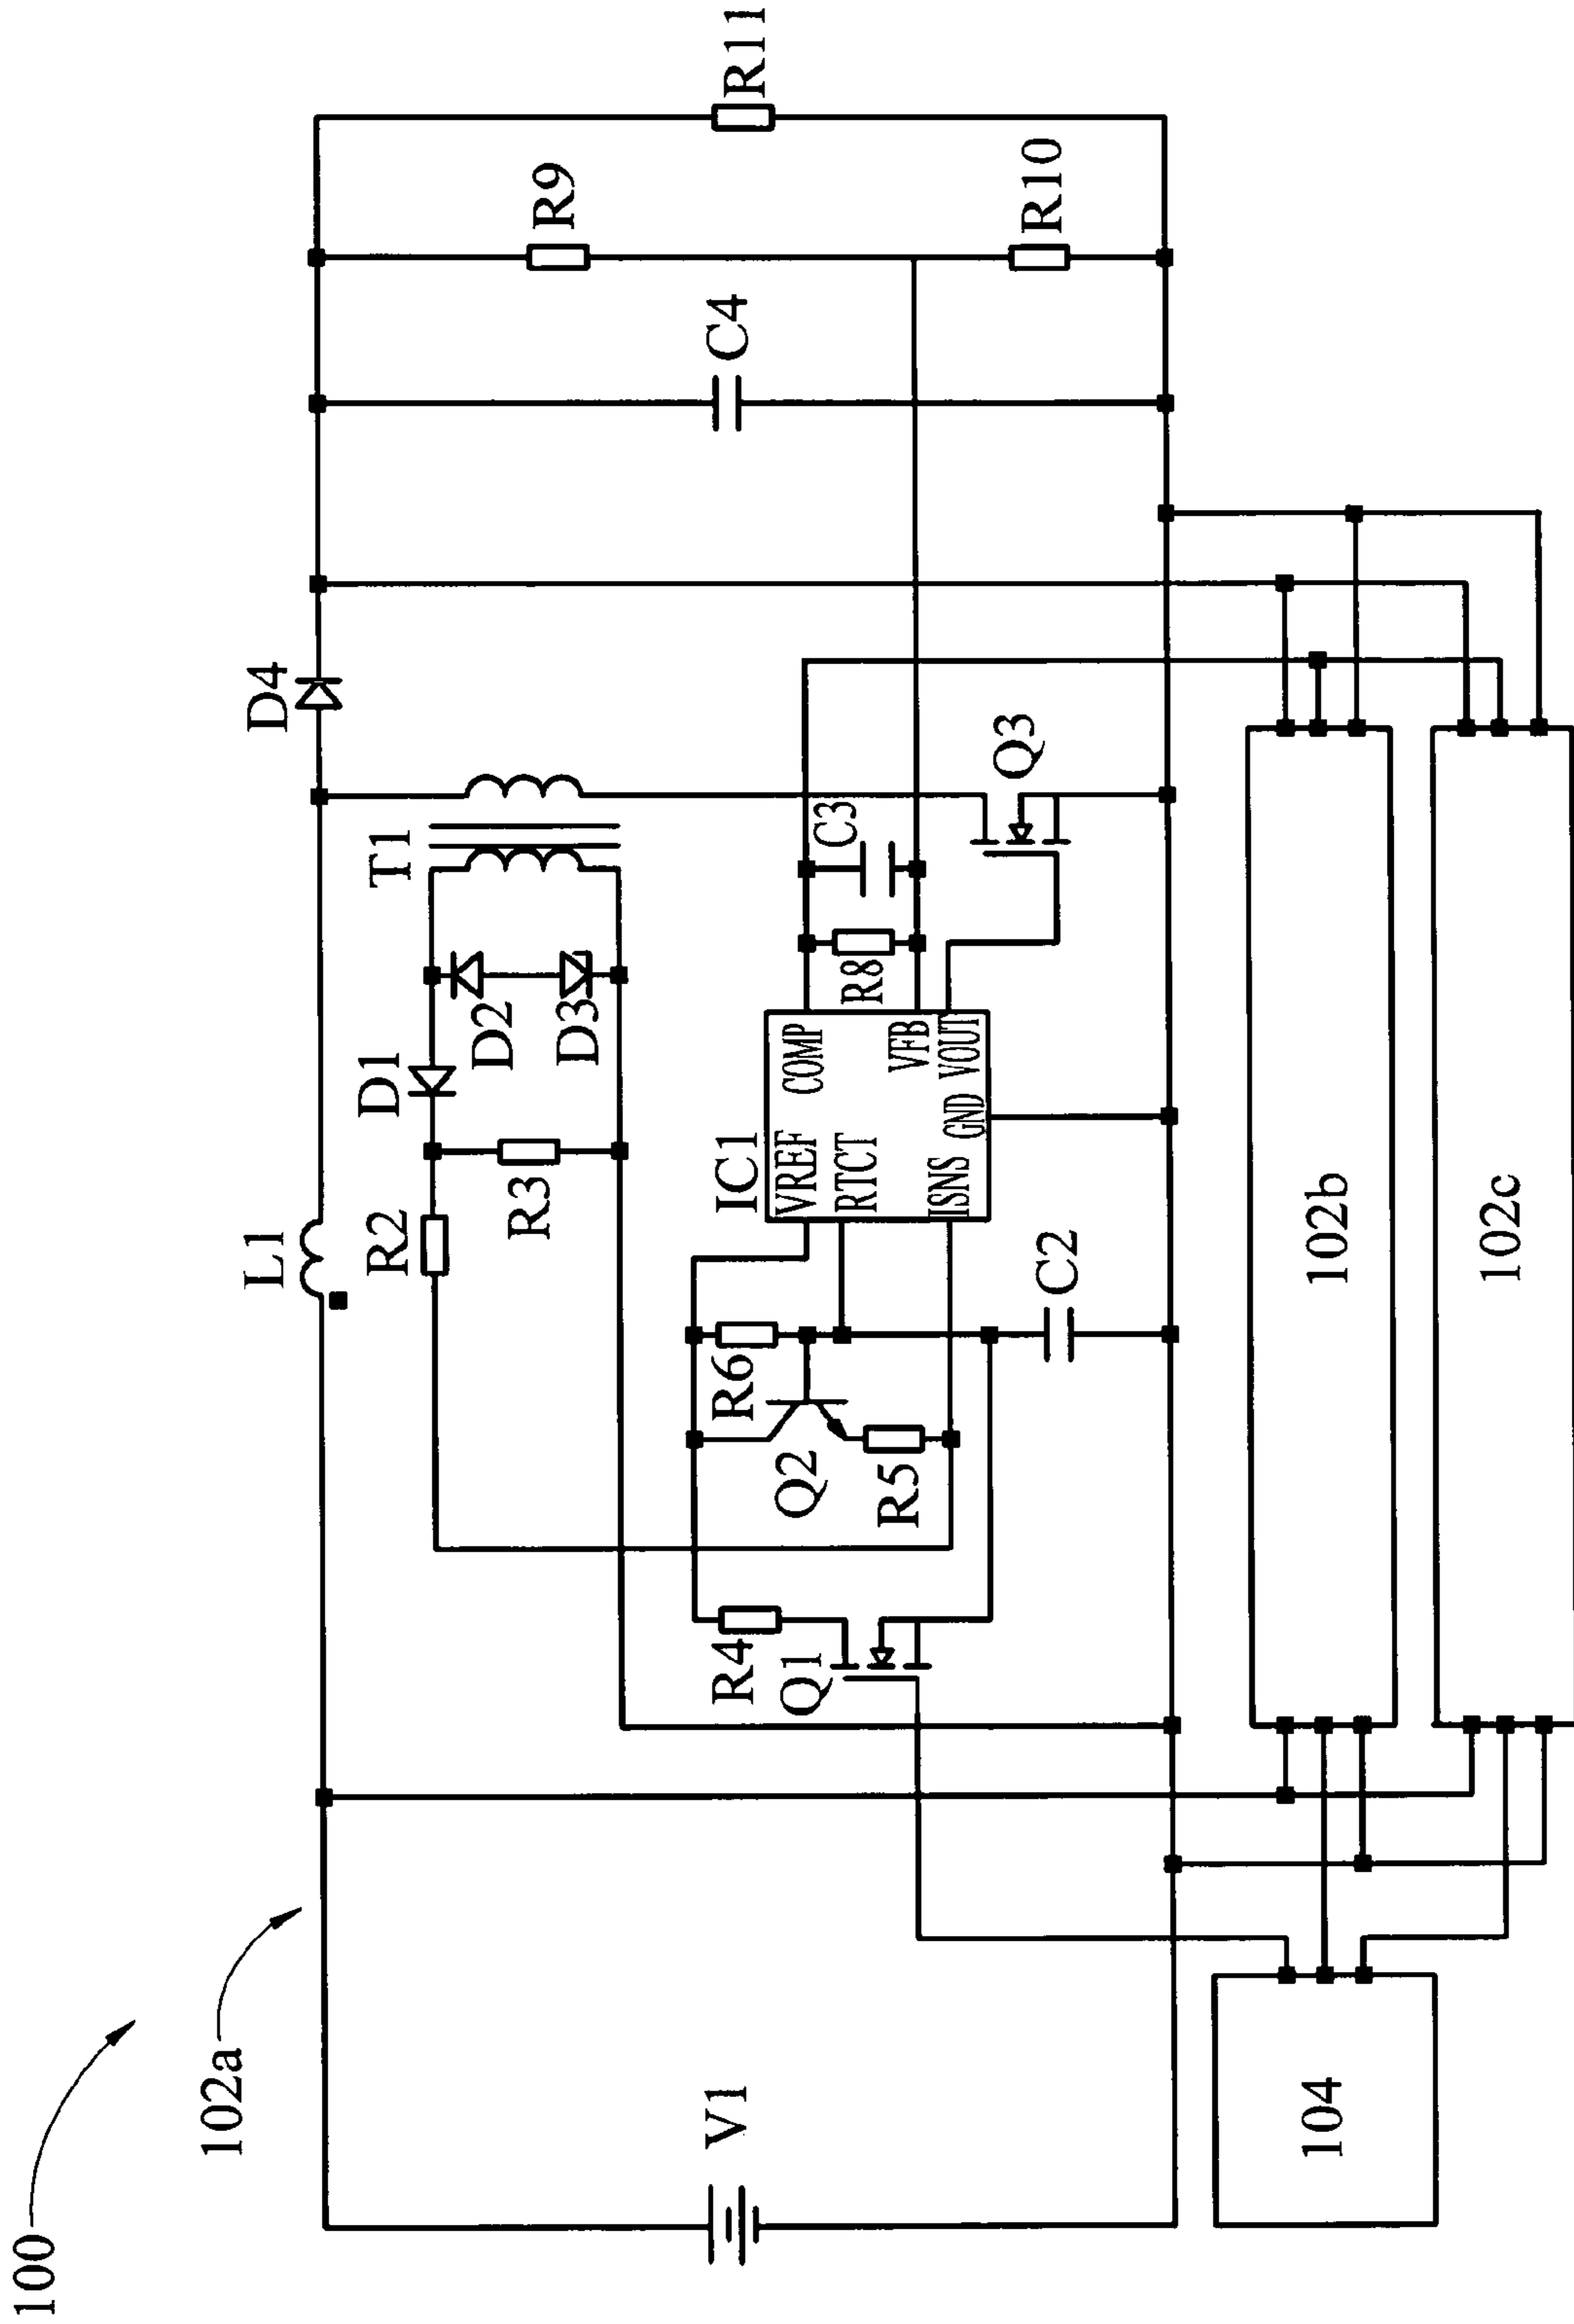 100
102a
V1
L1
D4
R2
D1
T1
R3
D2
D3
R9
R11
C4
R10
R4
Q1
R6
Q2
R5
IC1
VREF
COMP
RTCT
VFB
ISNS
GND
VOUT
R8
C3
Q3
C2
102b
102c
104